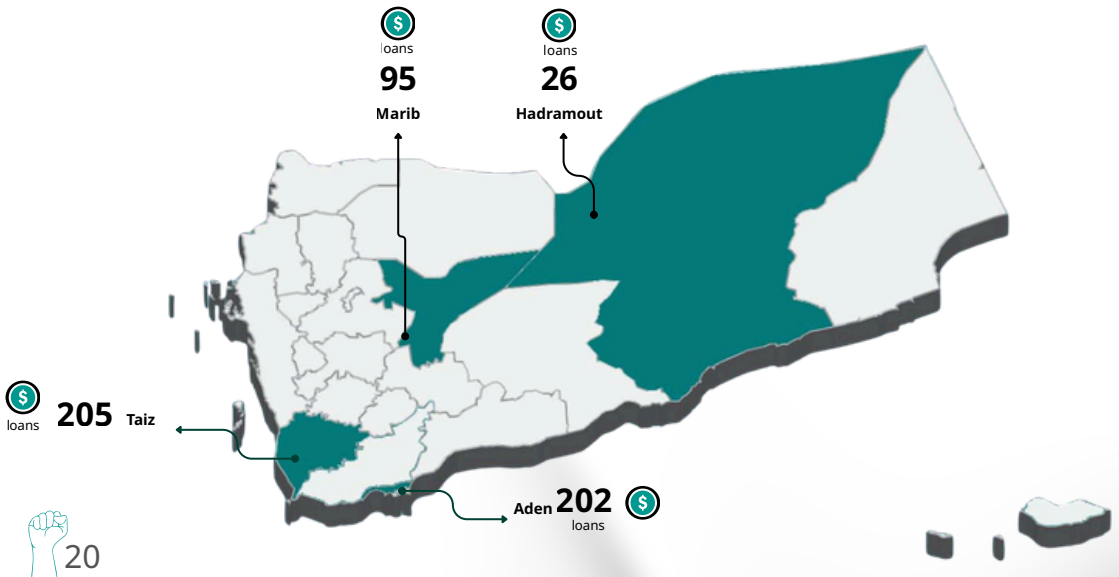 $
loans
95
Marib
$
loans
26
Hadramout
$
loans
205 Taiz
Aden 202 $
loans
20